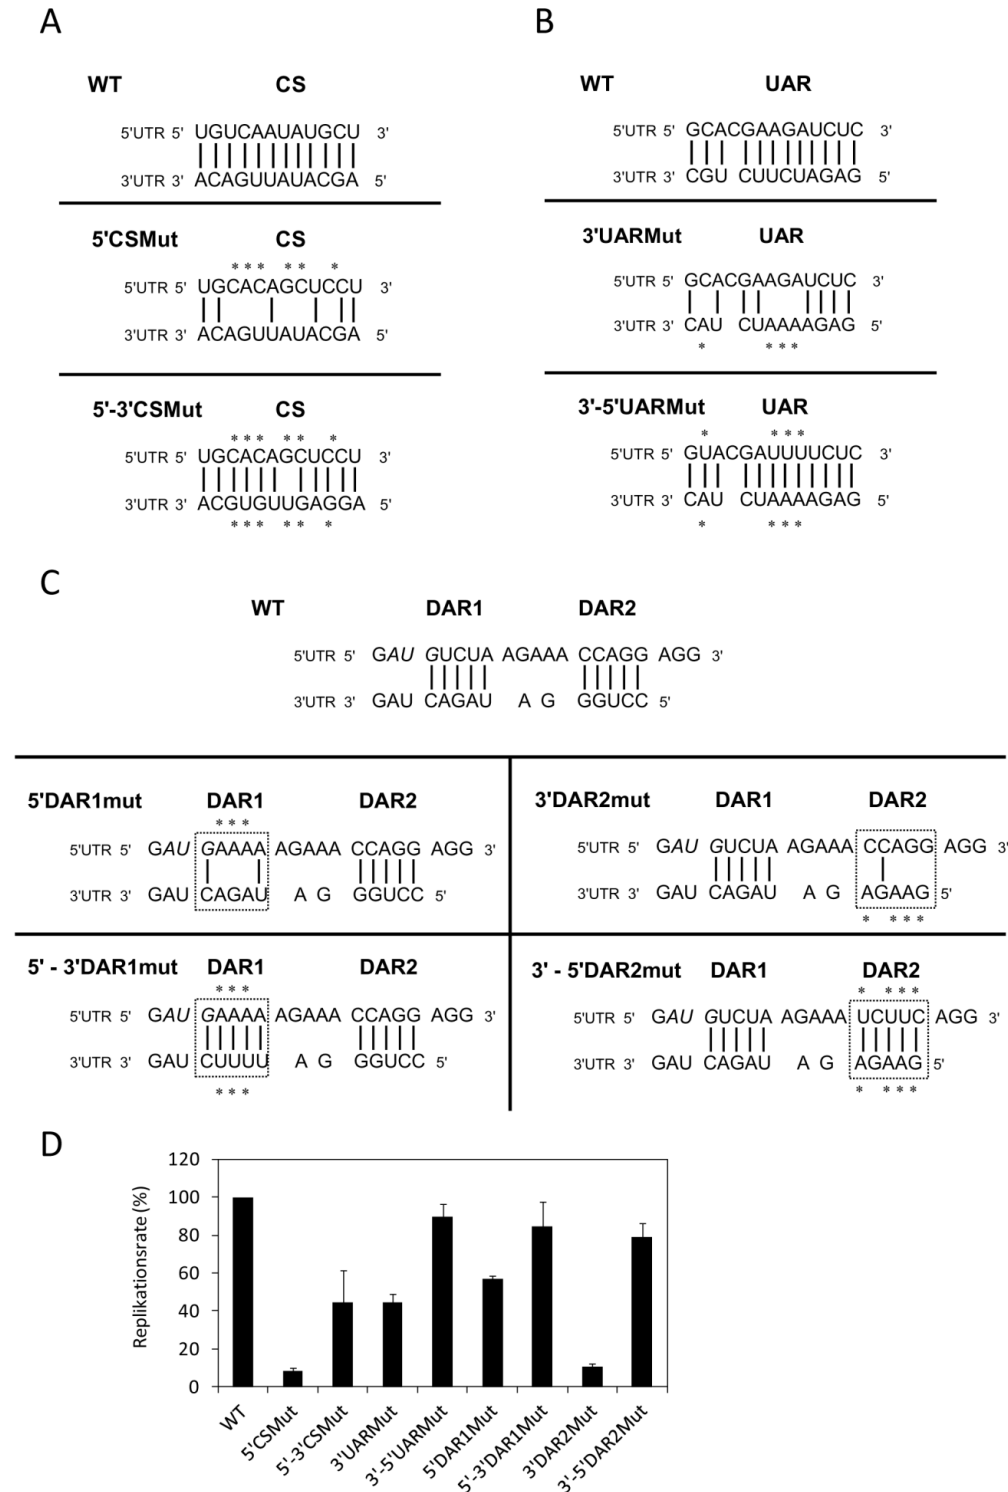 A
WT CS
5'UTR 5' UGUCAAUAUGCU 3'
3'UTR 3' ACAGUUAUACGA 5'
5'CSMut CS
*** ** *
5'UTR 5' UGCACAGCUCCU 3'
3'UTR 3' ACAGUUAUACGA 5'
5'-3'CSMut CS
*** ** *
5'UTR 5' UGCACAGCUCCU 3'
3'UTR 3' ACGUGUUGAGGA 5'
*** ** *
B
WT UAR
5'UTR 5' GCACGAAGAUCUC 3'
3'UTR 3' CGU CUUCUAGAG 5'
3'UARMut UAR
5'UTR 5' GCACGAAGAUCUC 3'
3'UTR 3' CAU CUAAAAGAG 5'
* ***
3'-5'UARMut UAR
* ***
5'UTR 5' GUACGAUUUUCUC 3'
3'UTR 3' CAU CUAAAAGAG 5'
* ***
C
WT DAR1 DAR2
5'UTR 5' GAU GUCUA AGAAA CCAGG AGG 3'
3'UTR 3' GAU CAGAU A G GGUCC 5'
5'DAR1mut DAR1 DAR2
***
5'UTR 5' GAU GAAAA AGAAA CCAGG AGG 3'
3'UTR 3' GAU CAGAU A G GGUCC 5'
3'DAR2mut DAR1 DAR2
5'UTR 5' GAU GUCUA AGAAA CCAGG AGG 3'
3'UTR 3' GAU CAGAU A G AGAAG 5'
* ***
5' - 3'DAR1mut DAR1 DAR2
***
5'UTR 5' GAU GAAAA AGAAA CCAGG AGG 3'
3'UTR 3' GAU CUUUU A G GGUCC 5'
***
3' - 5'DAR2mut DAR1 DAR2
* ***
5'UTR 5' GAU GUCUA AGAAA UCUUC AGG 3'
3'UTR 3' GAU CAGAU A G AGAAG 5'
* ***
D
Replikationsrate (%)
120
100
80
60
40
20
0
WT
5'CSMut
5'-3'CSMut
3'UARMut
3'-5'UARMut
5'DAR1Mut
5'-3'DAR1Mut
3'DAR2Mut
3'-5'DAR2Mut